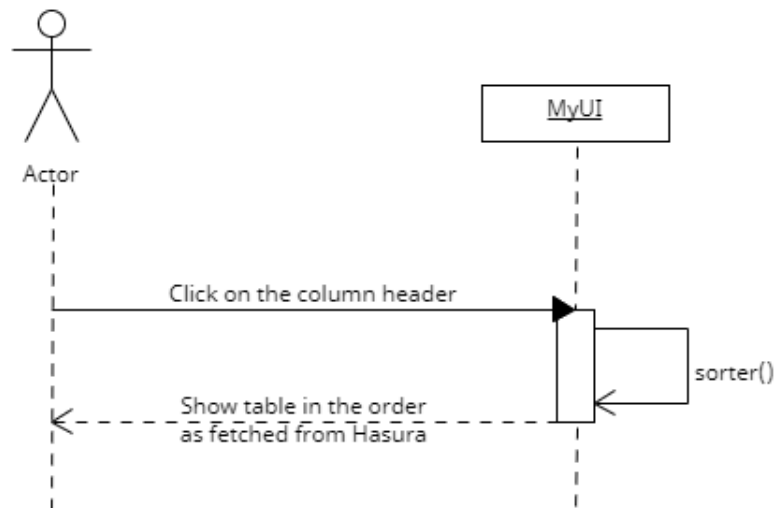 MyUI
Actor
Click on the column header
sorter()
Show table in the order
as fetched from Hasura